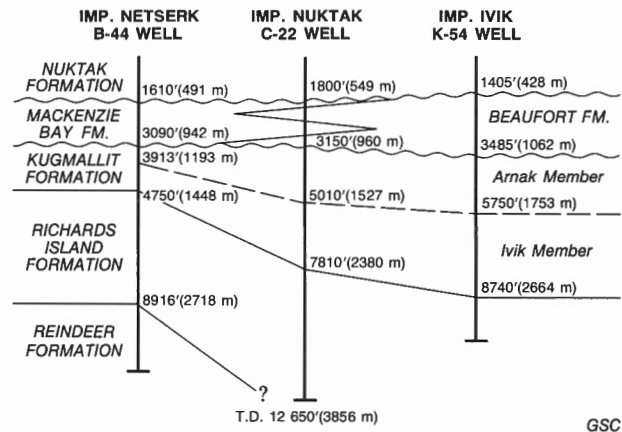 IMP. NETSERK
B-44 WELL
IMP. NUKTAK
C-22 WELL
IMP. IVIK
K-54 WELL
NUKTAK
FORMATION
1610'(491 m)
1800'(549 m)
1405'(428 m)
MACKENZIE
BAY FM.
BEAUFORT FM.
3090'(942 m)
3150'(960 m)
3485'(1062 m)
KUGMALLIT
FORMATION
3913'(1193 m)
Arnak Member
4750'(1448 m)
5010'(1527 m)
5750'(1753 m)
RICHARDS
ISLAND
FORMATION
Ivik Member
7810'(2380 m)
8740'(2664 m)
8916'(2718 m)
REINDEER
FORMATION
?
T.D. 12 650'(3856 m)
GSC